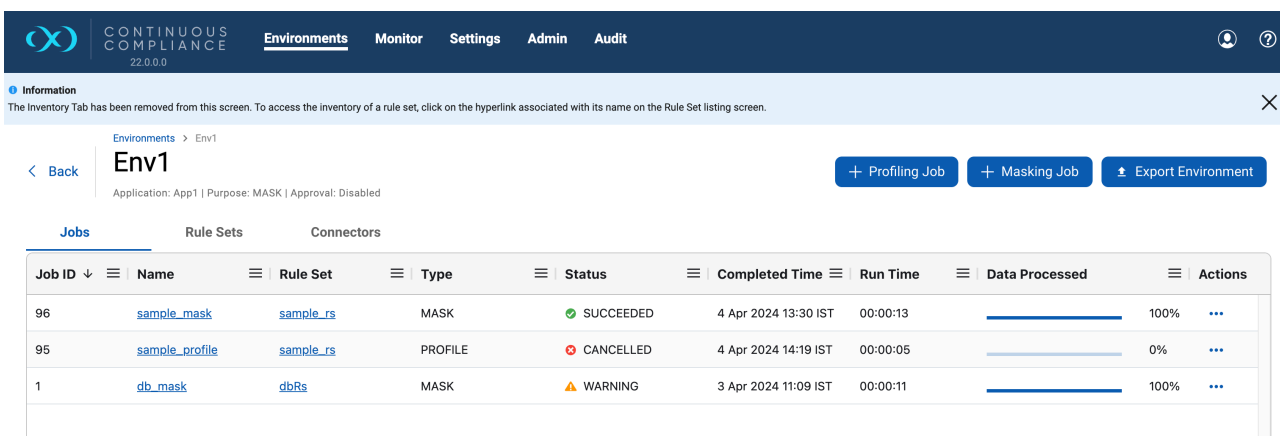 CONTINUOUS
COMPLIANCE
22.0.0.0
Environments Monitor Settings Admin Audit
Information
The Inventory Tab has been removed from this screen. To access the inventory of a rule set, click on the hyperlink associated with its name on the Rule Set listing screen.
Environments > Env1
Back
Env1
Application: App1 | Purpose: MASK | Approval: Disabled
+ Profiling Job + Masking Job Export Environment
Jobs Rule Sets Connectors
Job ID ↓ Name Rule Set Type Status Completed Time Run Time Data Processed Actions
96 sample_mask sample_rs MASK SUCCEEDED 4 Apr 2024 13:30 IST 00:00:13 100% •••
95 sample_profile sample_rs PROFILE CANCELLED 4 Apr 2024 14:19 IST 00:00:05 0% •••
1 db_mask dbRs MASK WARNING 3 Apr 2024 11:09 IST 00:00:11 100% •••